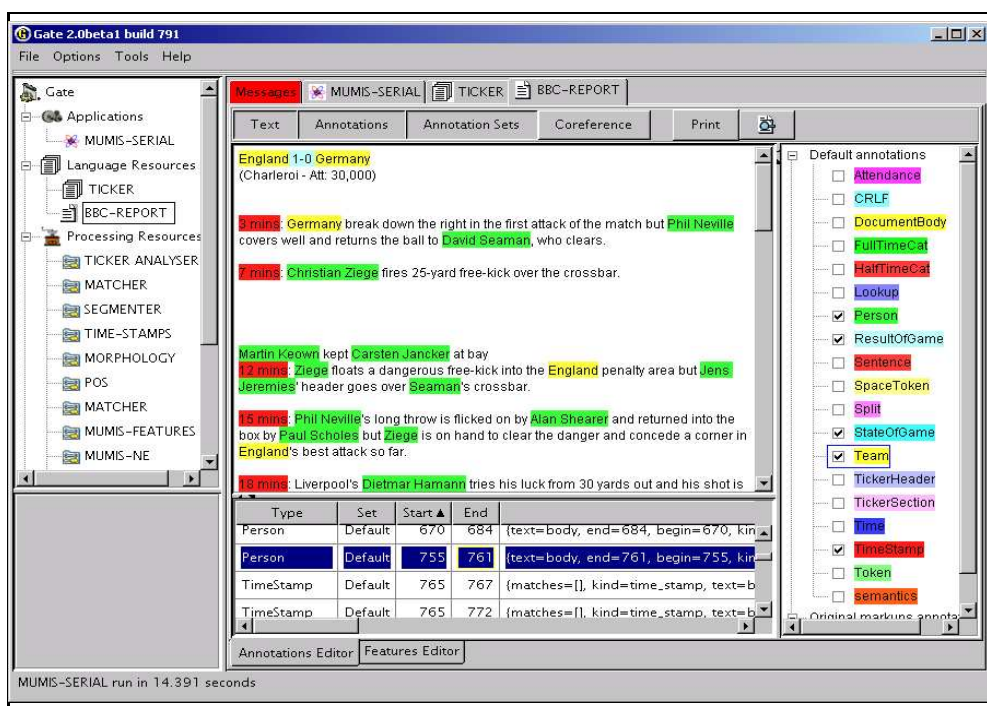 Gate 2.0beta1 build 791
File Options Tools Help
Gate
Applications
MUMIS-SERIAL
Language Resources
TICKER
BBC-REPORT
Processing Resources
TICKER ANALYSER
MATCHER
SEGMENTER
TIME-STAMPS
MORPHOLOGY
POS
MATCHER
MUMIS-FEATURES
MUMIS-NE
Messages MUMIS-SERIAL TICKER BBC-REPORT
Text Annotations Annotation Sets Coreference Print
England 1-0 Germany
(Charleroi - Att: 30,000)
3 mins: Germany break down the right in the first attack of the match but Phil Neville
covers well and returns the ball to David Seaman, who clears.
7 mins: Christian Ziege fires 25-yard free-kick over the crossbar.
Martin Keown kept Carsten Jancker at bay
12 mins: Ziege floats a dangerous free-kick into the England penalty area but Jens
Jeremies' header goes over Seaman's crossbar.
15 mins: Phil Neville's long throw is flicked on by Alan Shearer and returned into the
box by Paul Scholes but Ziege is on hand to clear the danger and concede a corner in
England's best attack so far.
18 mins: Liverpool's Dietmar Hamann tries his luck from 30 yards out and his shot is
Type Set Start End
Person Default 670 684 {text=body, end=684, begin=670, kin
Person Default 755 761 {text=body, end=761, begin=755, kin
TimeStamp Default 765 767 {matches=[], kind=time_stamp, text=b
TimeStamp Default 765 772 {matches=[], kind=time_stamp, text=b
Annotations Editor Features Editor
Default annotations
Attendance
CRLF
DocumentBody
FullTimeCat
HalfTimeCat
Lookup
Person
ResultOfGame
Sentence
SpaceToken
Split
StateOfGame
Team
TickerHeader
TickerSection
Time
TimeStamp
Token
semantics
Original markups annota
MUMIS-SERIAL run in 14.391 seconds